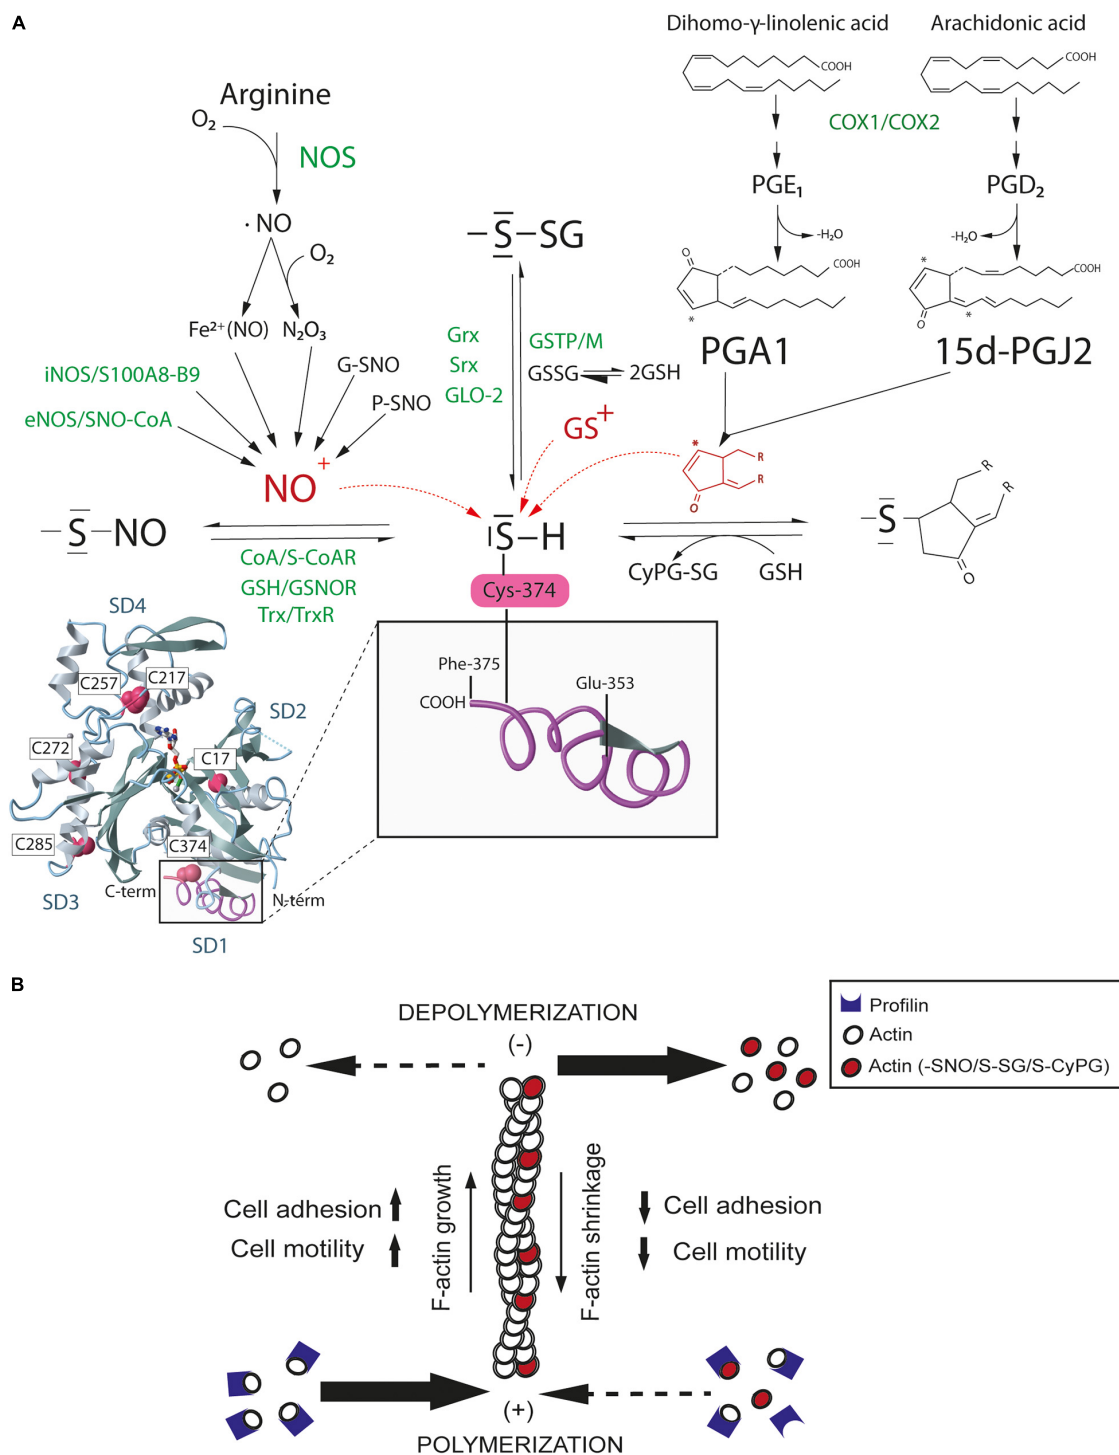 A
Dihomo-γ-linolenic acid
Arachidonic acid
COOH
COOH
Arginine
O₂
NOS
COX1/COX2
PGE₁
PGD₂
· NO
-H₂O
-H₂O
S–SG
O₂
O
COOH
*
COOH
*
*
O
Fe²⁺(NO)
N₂O₃
Grx
Srx
GLO-2
GSTP/M
GSSG
2GSH
PGA1
15d-PGJ2
iNOS/S100A8-B9
G-SNO
eNOS/SNO-CoA
P-SNO
GS⁺
*
R
R
O
NO⁺
R
R
O
–S–NO
S–H
–S
CoA/S-CoAR
GSH/GSNOR
Trx/TrxR
CyPG-SG
GSH
Cys-374
SD4
C257
C217
SD2
C272
C17
C285
C374
SD3
C-term
N-term
SD1
Phe-375
COOH
Glu-353
B
DEPOLYMERIZATION
(-)
Profilin
Actin
Actin (-SNO/S-SG/S-CyPG)
Cell adhesion
Cell motility
F-actin growth
F-actin shrinkage
Cell adhesion
Cell motility
(+)
POLYMERIZATION